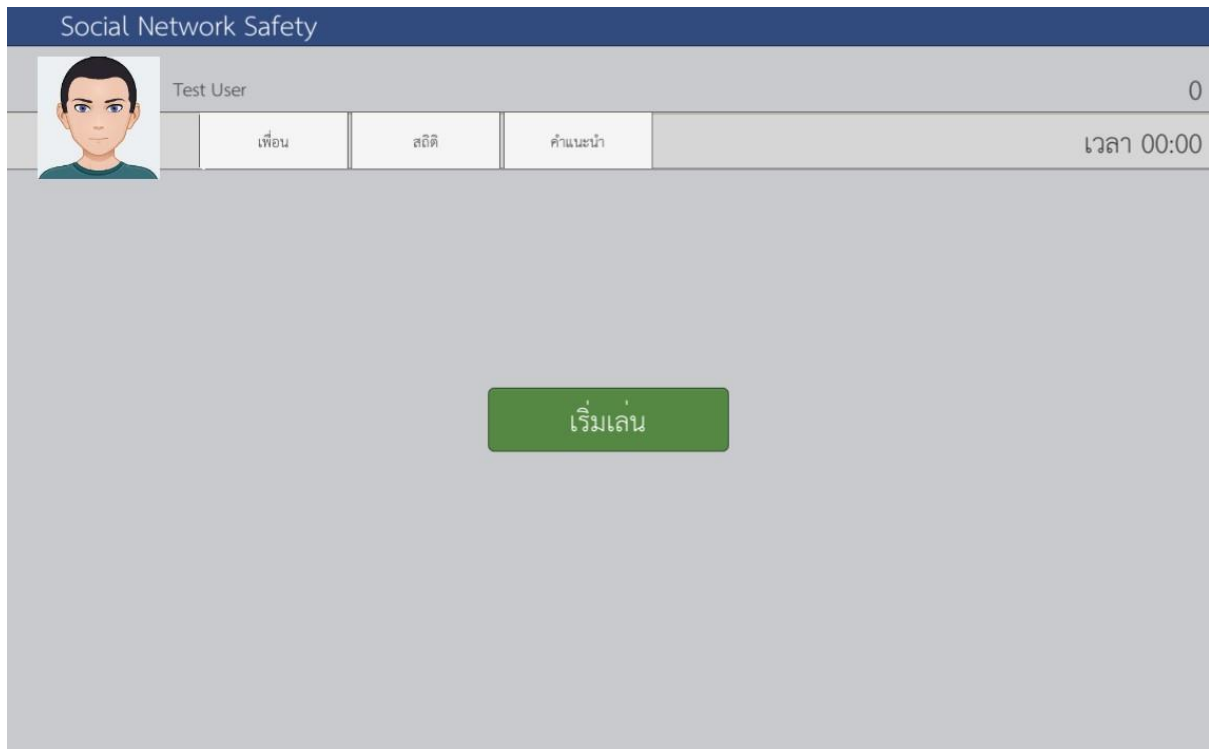 Social Network Safety
Test User
0
เพื่อน สถิติ คำแนะนำ
เวลา 00:00
เริ่มเล่น